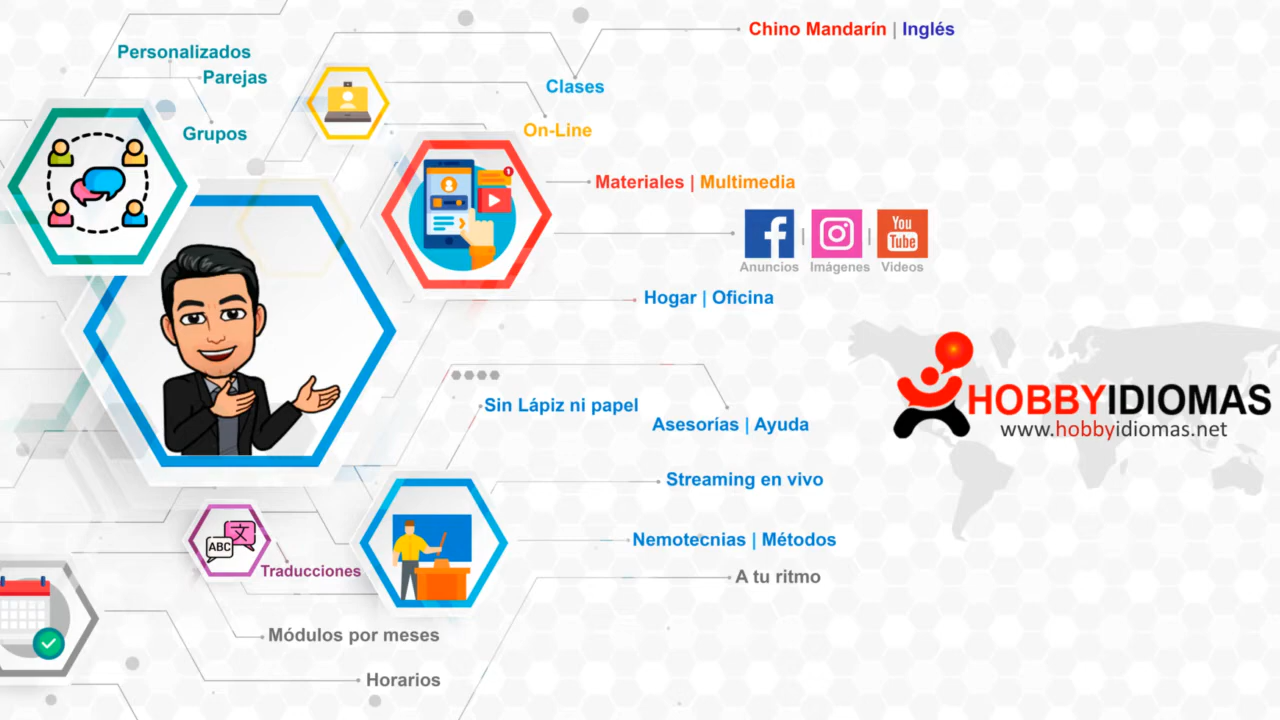 Chino Mandarín | Inglés
Personalizados
Parejas
Clases
Grupos
On-Line
Materiales | Multimedia
1
You
Tube
Anuncios | Imágenes | Videos
Hogar | Oficina
HOBBYIDIOMAS
www.hobbyidiomas.net
Sin Lápiz ni papel
Asesorías | Ayuda
Streaming en vivo
Nemotecnias | Métodos
ABC
文
Traducciones
A tu ritmo
Módulos por meses
Horarios